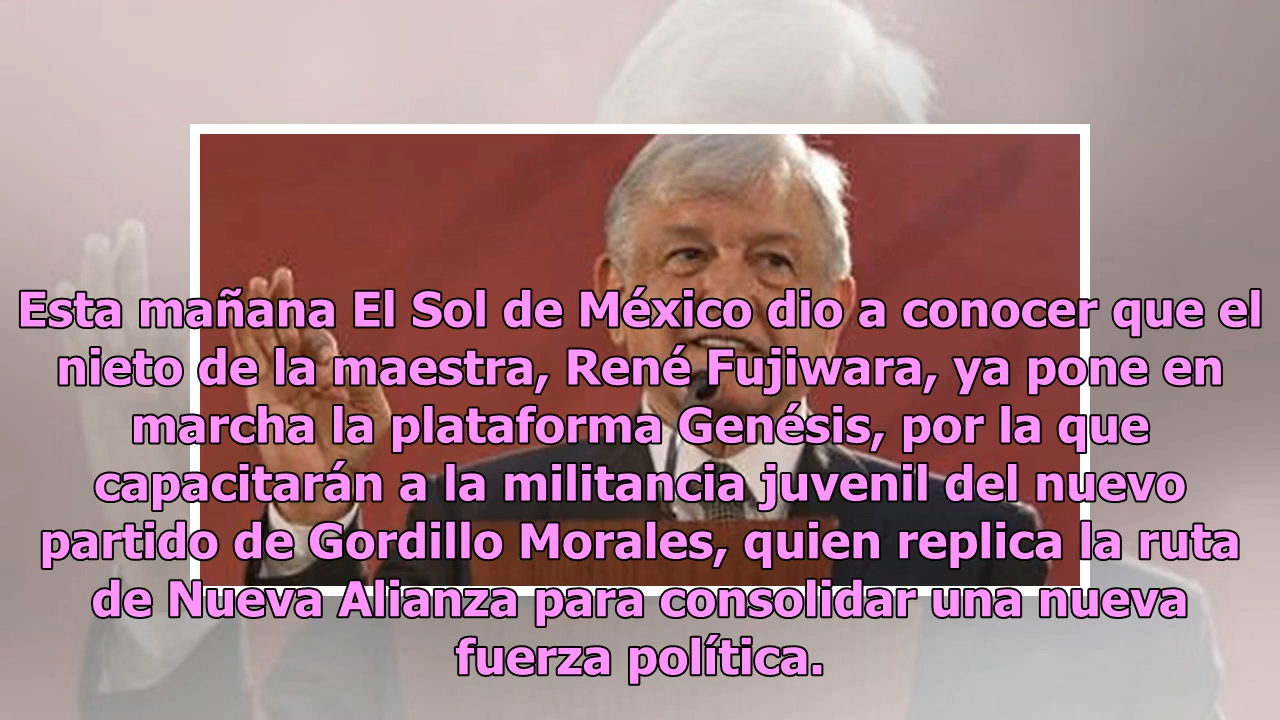 Esta mañana El Sol de México dio a conocer que el
nieto de la maestra, René Fujiwara, ya pone en
marcha la plataforma Genésis, por la que
capacitarán a la militancia juvenil del nuevo
partido de Gordillo Morales, quien replica la ruta
de Nueva Alianza para consolidar una nueva
fuerza política.